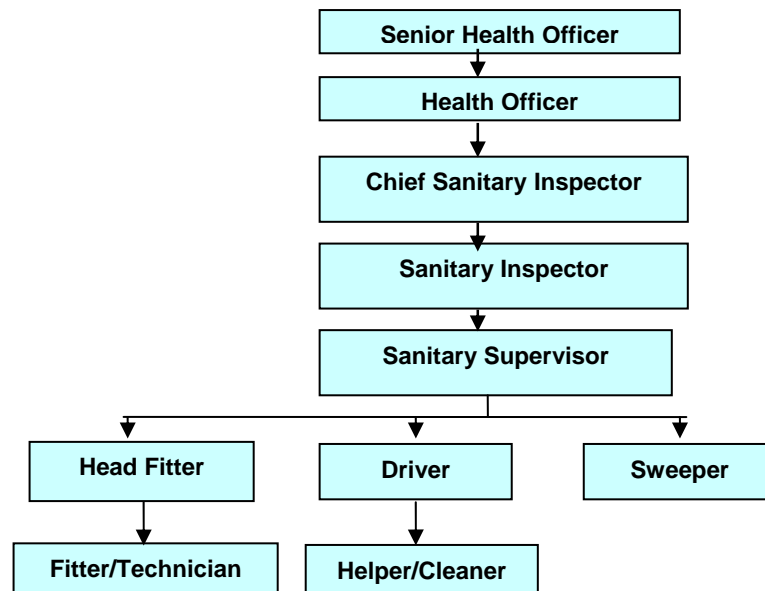 Senior Health Officer
Health Officer
Chief Sanitary Inspector
Sanitary Inspector
Sanitary Supervisor
Head Fitter
Driver
Sweeper
Fitter/Technician
Helper/Cleaner